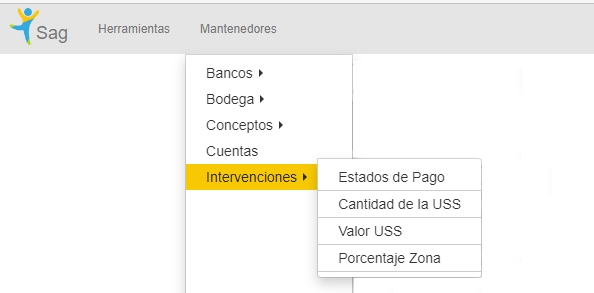 Sag
Herramientas
Mantenedores
Bancos
Bodega
Conceptos
Cuentas
Intervenciones
Estados de Pago
Cantidad de la USS
Valor USS
Porcentaje Zona